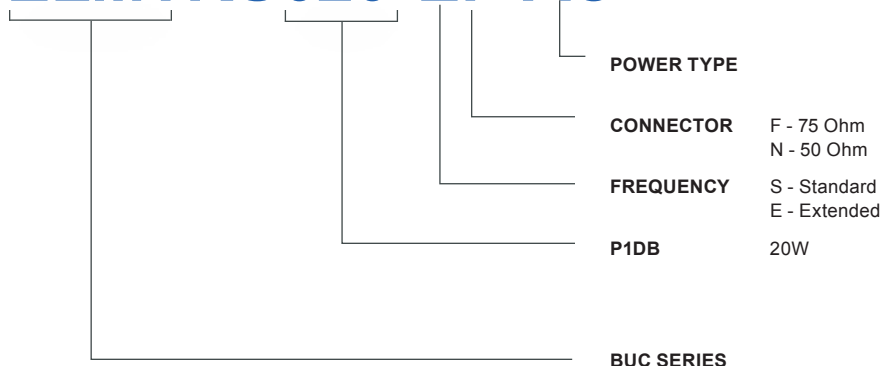 POWER TYPE
CONNECTOR F - 75 Ohm
N - 50 Ohm
FREQUENCY S - Standard
E - Extended
P1DB 20W
BUC SERIES